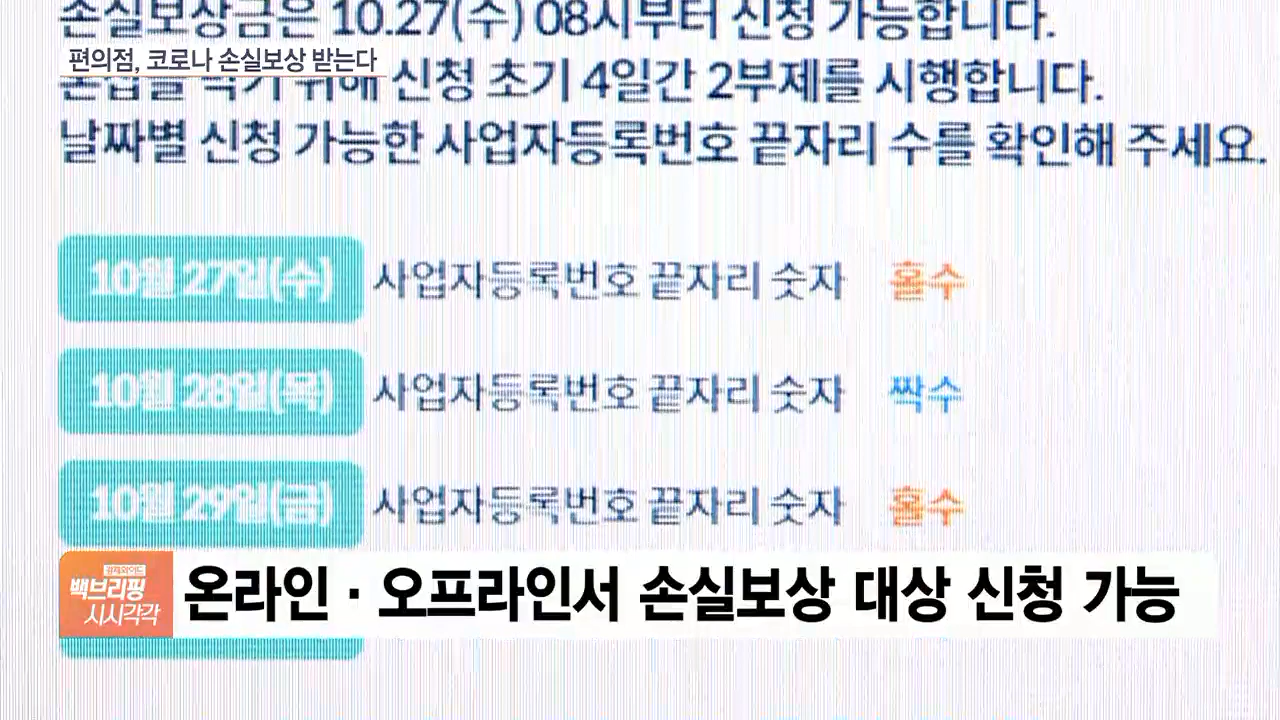 손실보상금은 10.27(수) 08시부터 신청 가능합니다.
편의점, 코로나 손실보상 받는다
위해 신청 초기 4일간 2부제를 시행합니다.
날짜별 신청 가능한 사업자등록번호 끝자리 수를 확인해 주세요.
10월 27일(수) 사업자등록번호 끝자리 숫자 홀수
10월 28일(목) 사업자등록번호 끝자리 숫자 짝수
10월 29일(금) 사업자등록번호 끝자리 숫자 홀수
경제와이드
백브리핑
시시각각
온라인·오프라인서 손실보상 대상 신청 가능